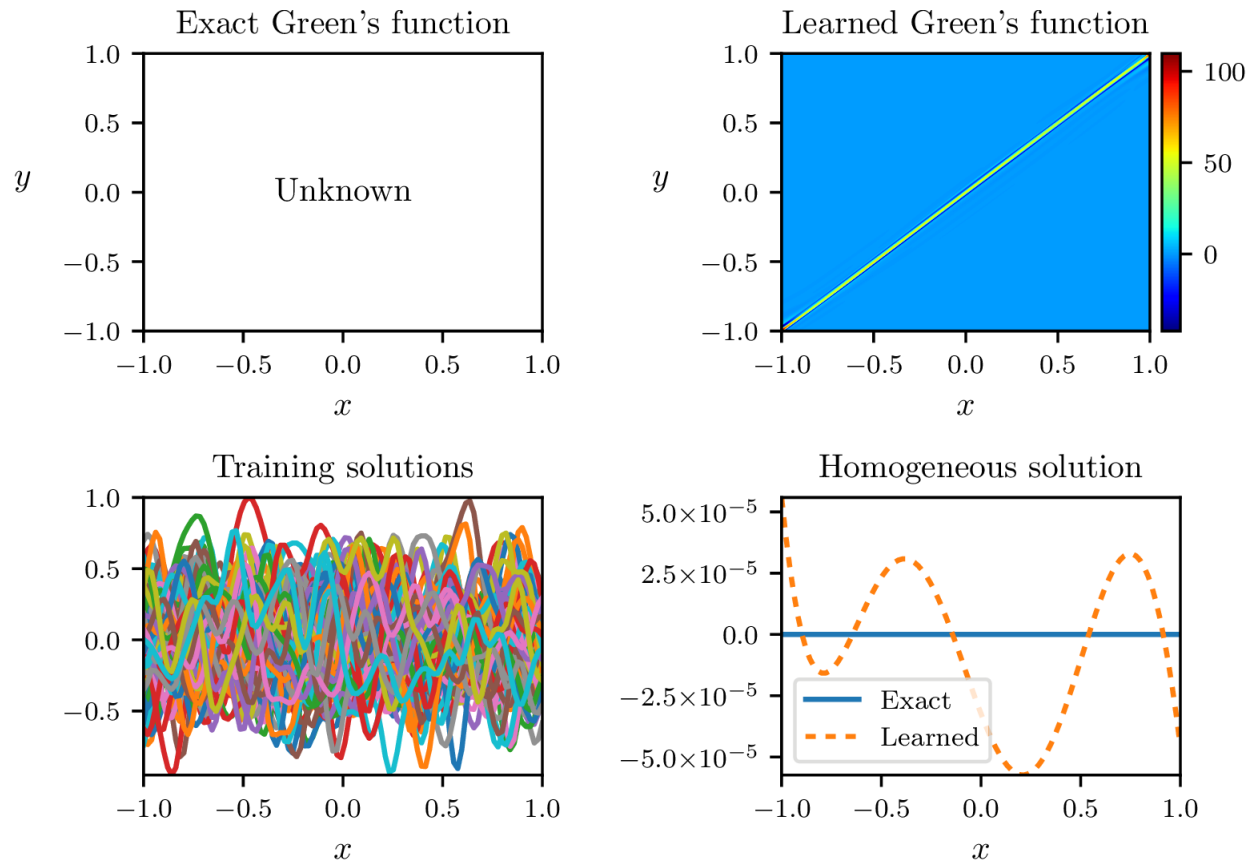 Exact Green's function
1.0
0.5
0.0
−0.5
−1.0
y
Unknown
−1.0 −0.5 0.0 0.5 1.0
x
Learned Green's function
1.0
0.5
0.0
−0.5
−1.0
y
−1.0 −0.5 0.0 0.5 1.0
x
100
50
0
Training solutions
1.0
0.5
0.0
−0.5
−1.0 −0.5 0.0 0.5 1.0
x
Homogeneous solution
5.0×10⁻⁵
2.5×10⁻⁵
0.0
−2.5×10⁻⁵
−5.0×10⁻⁵
Exact
Learned
−1.0 −0.5 0.0 0.5 1.0
x